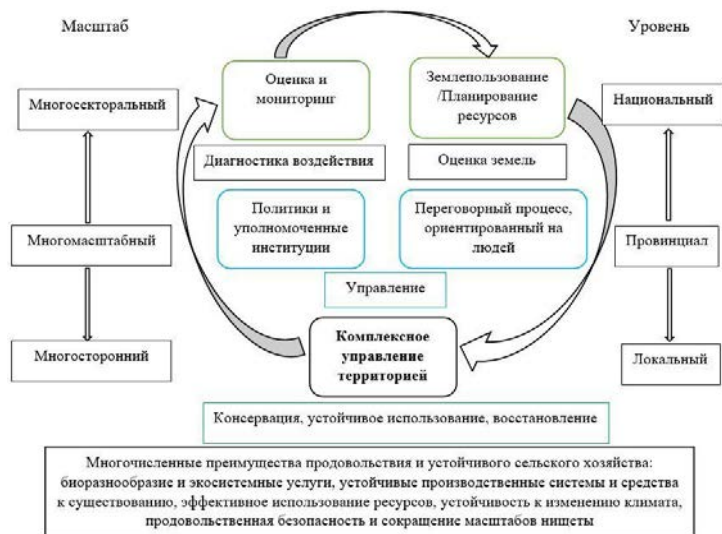 Масштаб
Уровень
Оценка и
мониторинг
Землепользование
/Планирование
ресурсов
Многосекторальный
Национальный
Диагностика воздействия
Оценка земель
Политики и
уполномоченные
институции
Переговорный процесс,
ориентированный на
людей
Многомасштабный
Провинциал
Управление
Комплексное
управление
территорией
Многосторонний
Локальный
Консервация, устойчивое использование, восстановление
Многочисленные преимущества продовольствия и устойчивого сельского хозяйства:
биоразнообразие и экосистемные услуги, устойчивые производственные системы и средства
к существованию, эффективное использование ресурсов, устойчивость к изменению климата,
продовольственная безопасность и сокращение масштабов нищеты